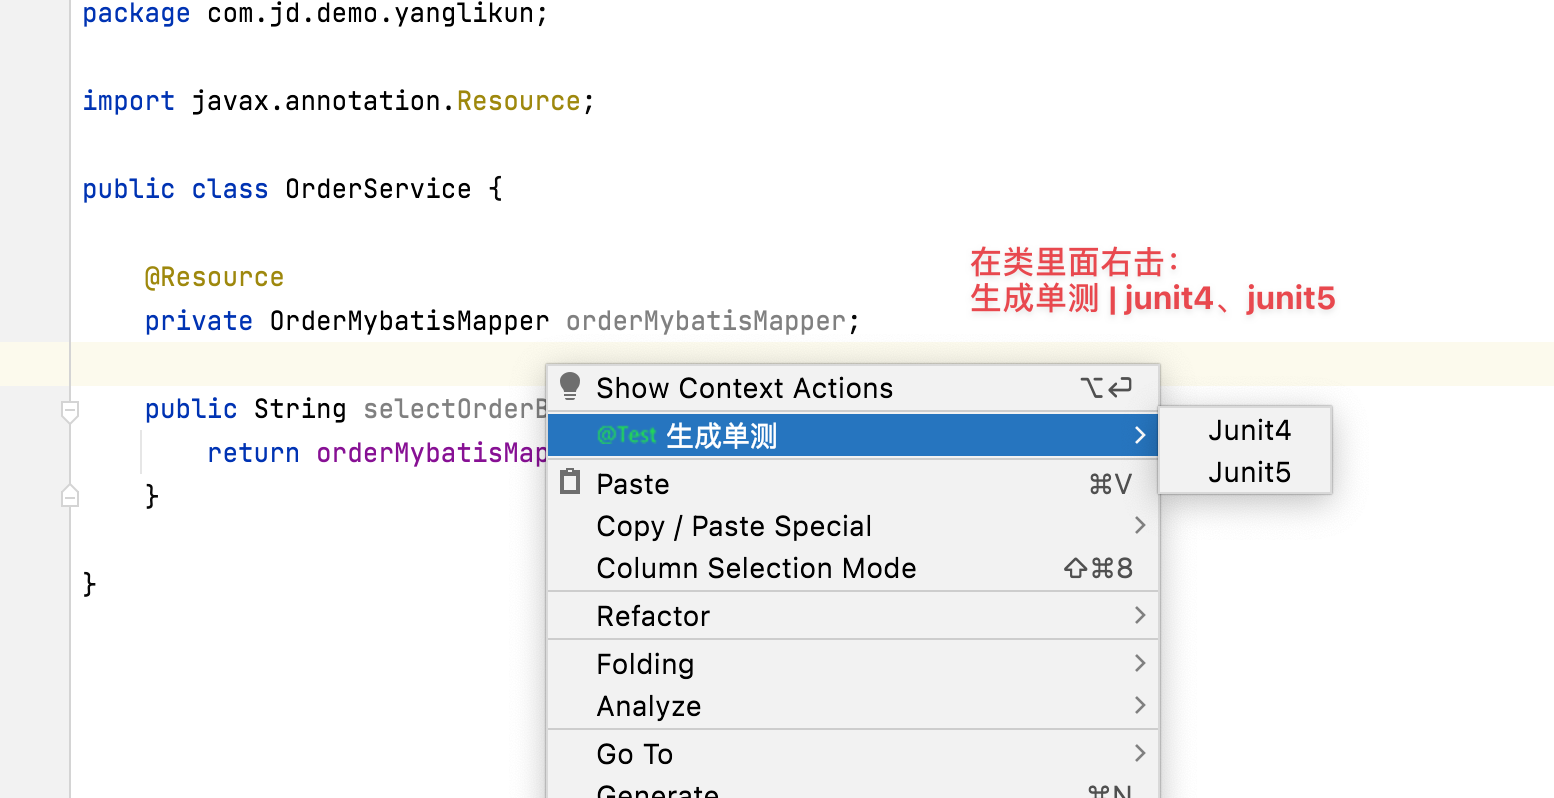 package com.jd.demo.yanglikun;
import javax.annotation.Resource;
public class OrderService {
@Resource
private OrderMybatisMapper orderMybatisMapper;
public String selectOrderB
return orderMybatisMap
}
}
在类里面右击：
生成单测 | junit4、junit5
Show Context Actions ⌥⏎
@Test 生成单测
Junit4
Junit5
Paste ⌘V
Copy / Paste Special
Column Selection Mode ⇧⌘8
Refactor
Folding
Analyze
Go To
Generate ⌘N